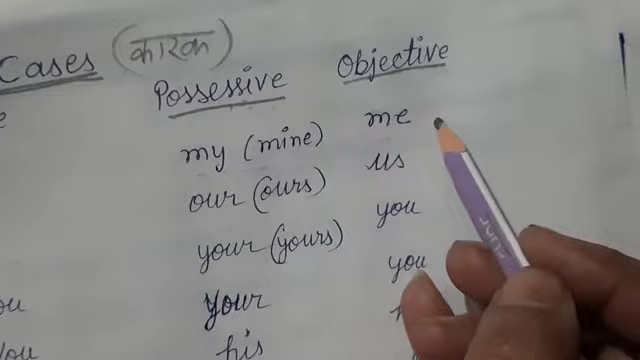 Cases (कारक)
Possessive Objective
my (mine) me
our (ours) us
your (yours) you
your you
his